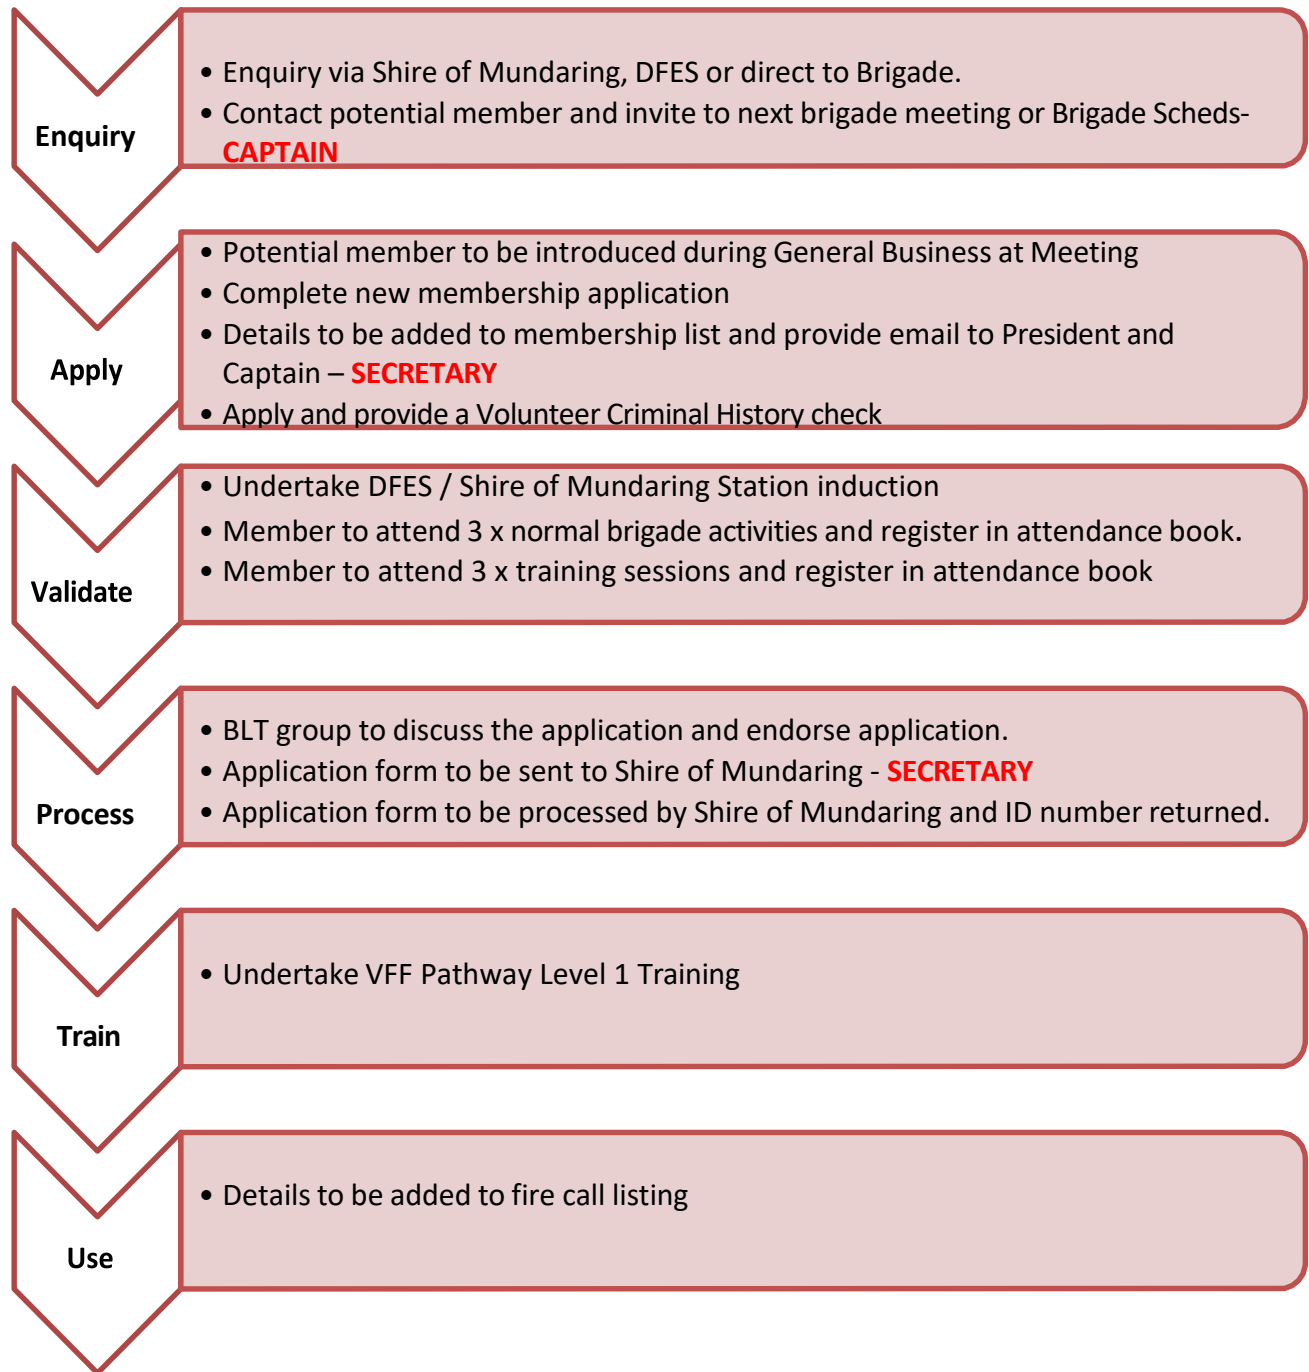 Enquiry
• Enquiry via Shire of Mundaring, DFES or direct to Brigade.
• Contact potential member and invite to next brigade meeting or Brigade Scheds-
CAPTAIN
Apply
• Potential member to be introduced during General Business at Meeting
• Complete new membership application
• Details to be added to membership list and provide email to President and
Captain – SECRETARY
• Apply and provide a Volunteer Criminal History check
Validate
• Undertake DFES / Shire of Mundaring Station induction
• Member to attend 3 x normal brigade activities and register in attendance book.
• Member to attend 3 x training sessions and register in attendance book
Process
• BLT group to discuss the application and endorse application.
• Application form to be sent to Shire of Mundaring - SECRETARY
• Application form to be processed by Shire of Mundaring and ID number returned.
Train
• Undertake VFF Pathway Level 1 Training
Use
• Details to be added to fire call listing